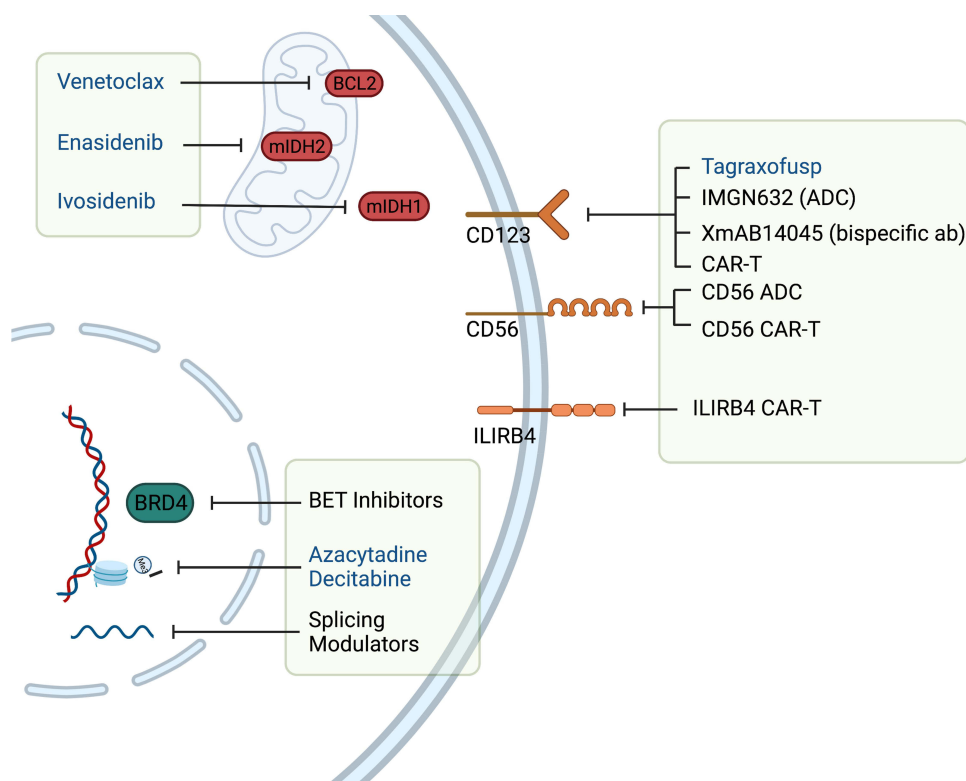 Venetoclax
BCL2
Enasidenib
mIDH2
Ivosidenib
mIDH1
CD123
Tagraxofusp
IMGN632 (ADC)
XmAB14045 (bispecific ab)
CAR-T
CD56
CD56 ADC
CD56 CAR-T
ILIRB4
ILIRB4 CAR-T
BRD4
BET Inhibitors
Me3
Azacytadine
Decitabine
Splicing
Modulators